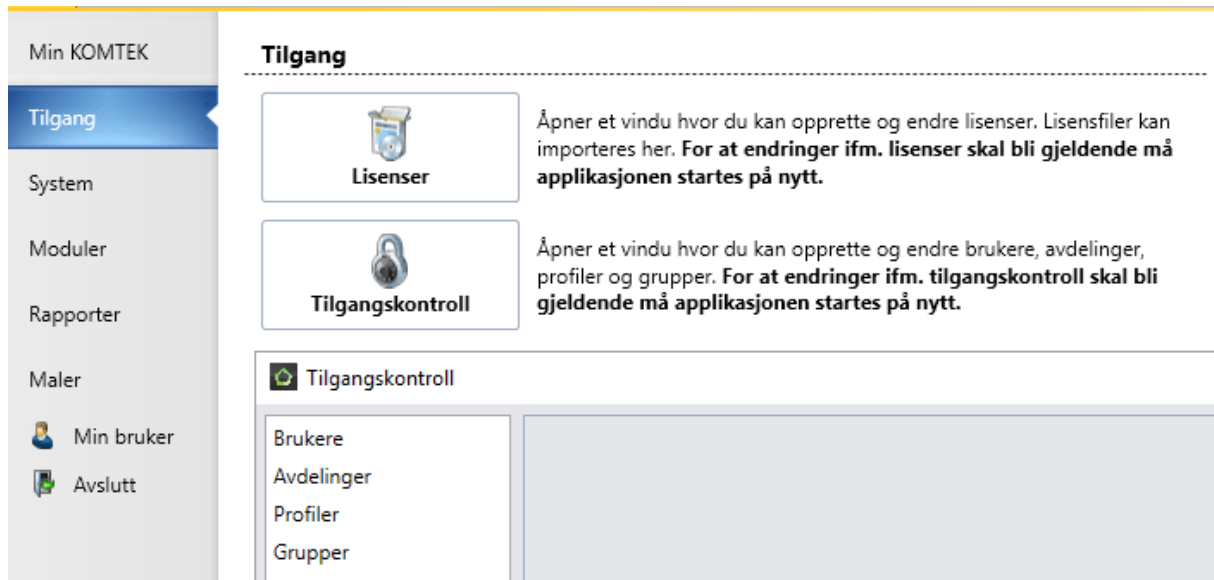 Min KOMTEK
Tilgang
System
Moduler
Rapporter
Maler
Min bruker
Avslutt
Tilgang
Lisenser
Åpner et vindu hvor du kan opprette og endre lisenser. Lisensfiler kan
importeres her. For at endringer ifm. lisenser skal bli gjeldende må
applikasjonen startes på nytt.
Tilgangskontroll
Åpner et vindu hvor du kan opprette og endre brukere, avdelinger,
profiler og grupper. For at endringer ifm. tilgangskontroll skal bli
gjeldende må applikasjonen startes på nytt.
Tilgangskontroll
Brukere
Avdelinger
Profiler
Grupper